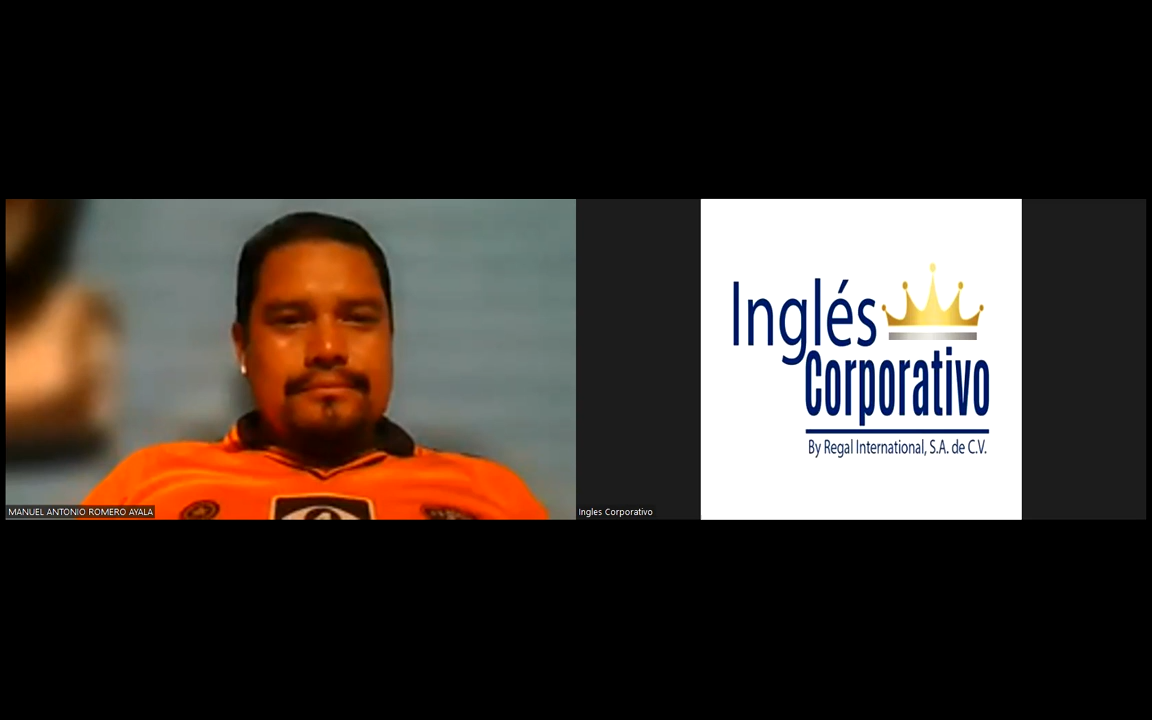 Inglés
Corporativo
By Regal International, S.A. de C.V.
MANUEL ANTONIO ROMERO AYALA
Ingles Corporativo